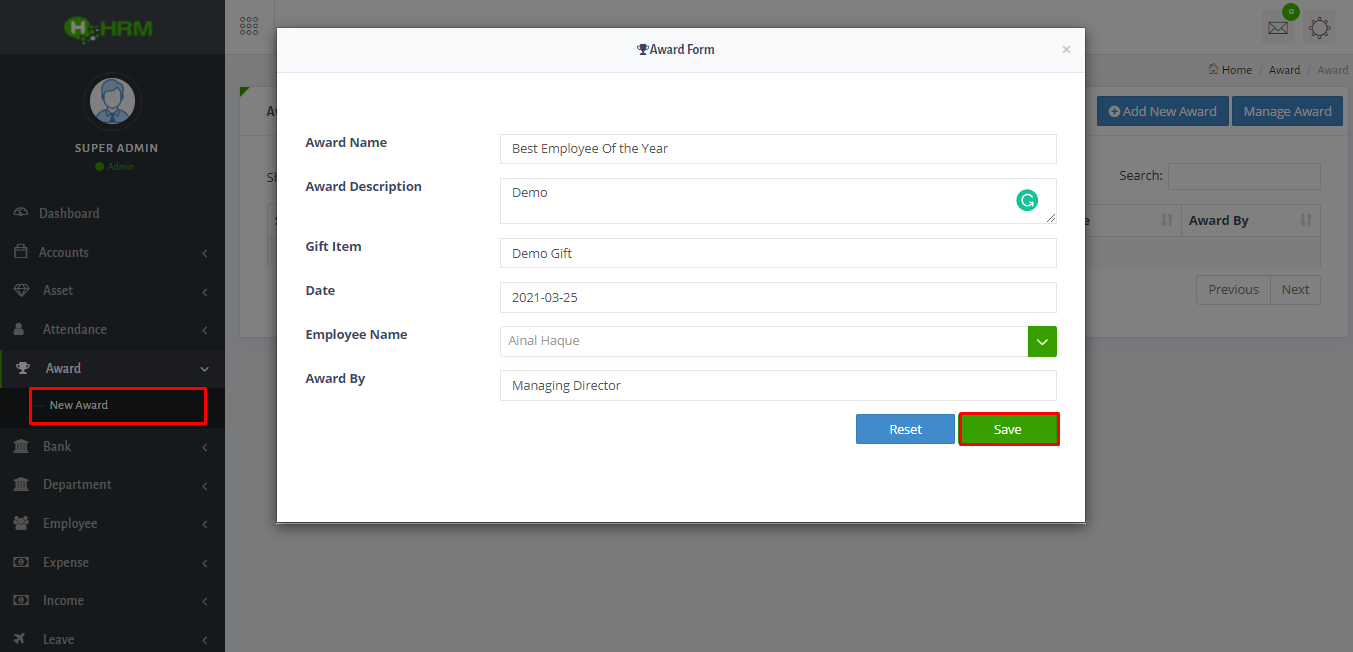 HRM
0
Award Form
×
Home / Award / Award
Add New Award
Manage Award
SUPER ADMIN
Admin
Search:
Award By
Previous
Next
Award Name
Best Employee Of the Year
Award Description
Demo
Gift Item
Demo Gift
Date
2021-03-25
Employee Name
Ainal Haque
Award By
Managing Director
Reset
Save
Dashboard
Accounts
Asset
Attendance
Award
New Award
Bank
Department
Employee
Expense
Income
Leave